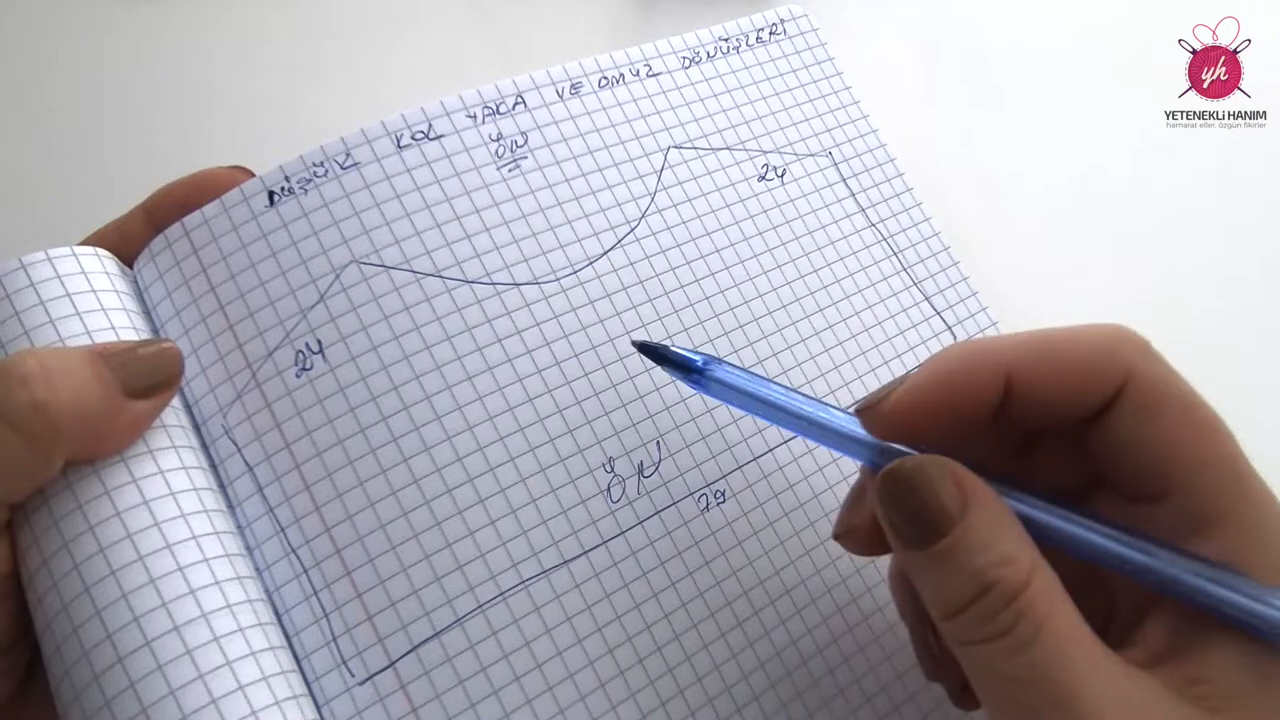 DÜŞÜK KOL YAKA VE OMUZ DÖNÜŞLERİ
ÖN
24
24
ÖN
79
yh
YETENEKLİ HANIM
hamarat eller, özgün fikirler